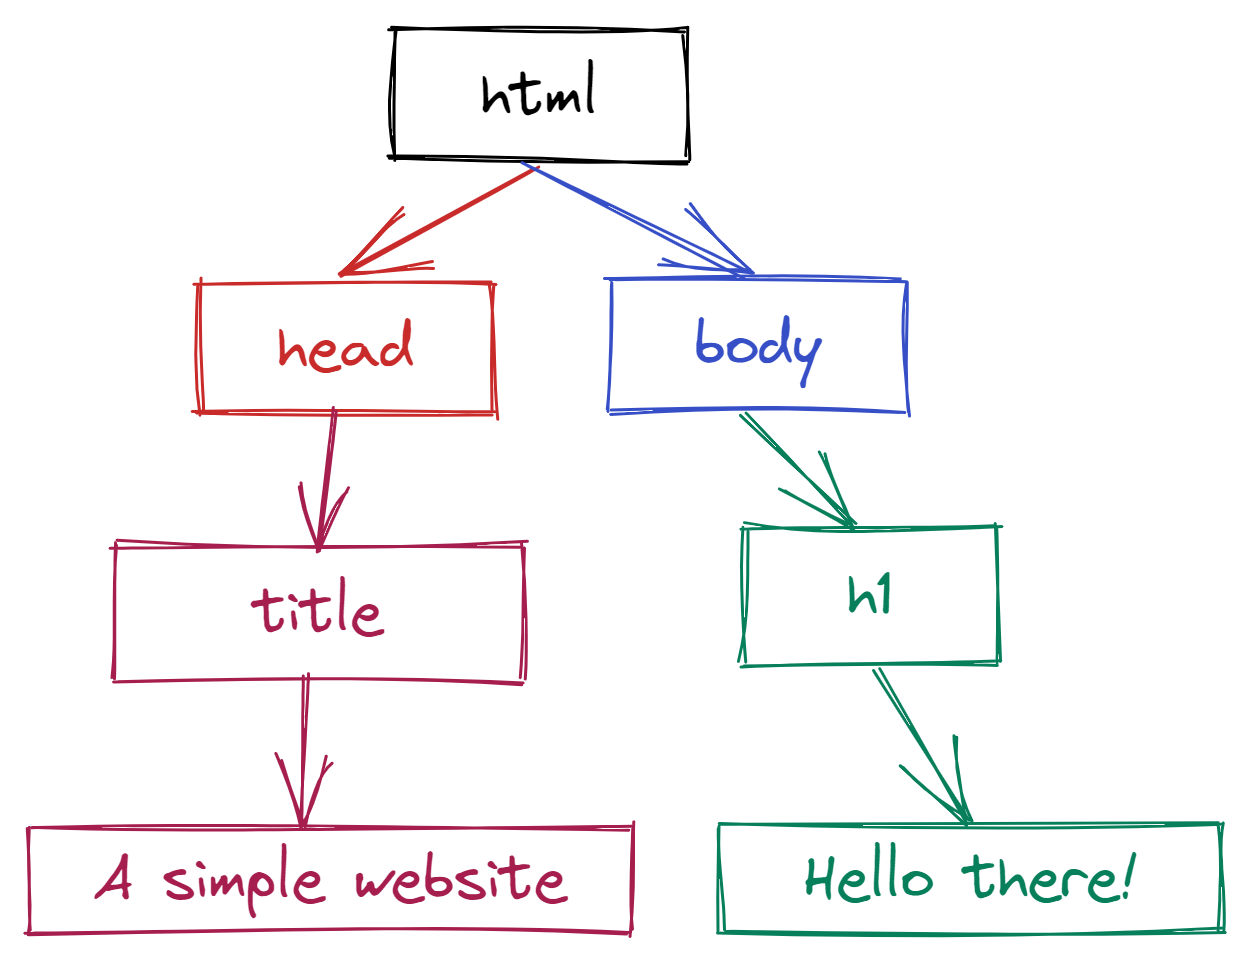 html
head
body
title
h1
A simple website
Hello there!